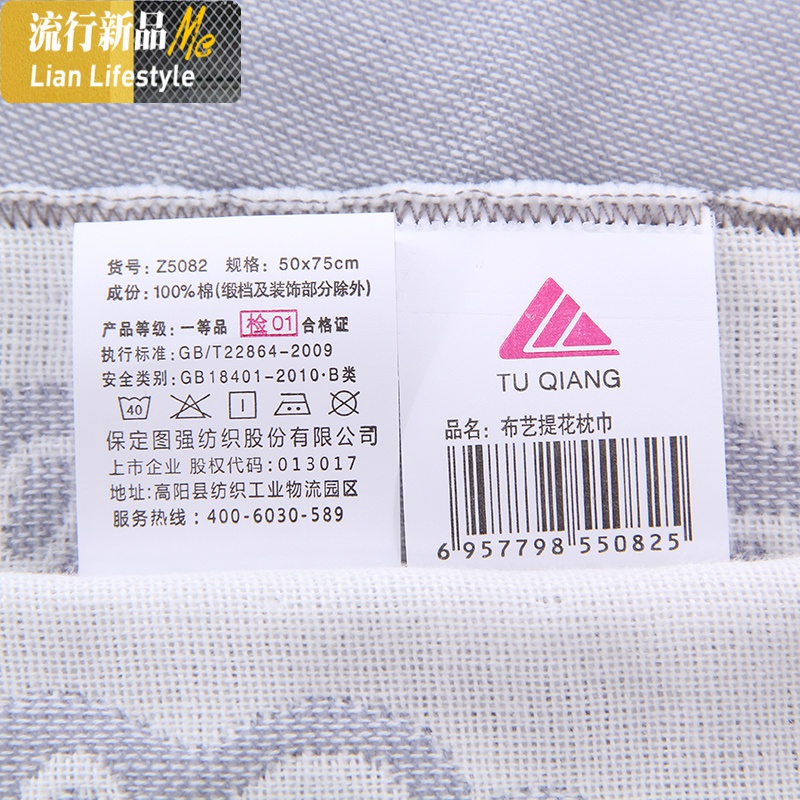 流行新品Me
Lian Lifestyle
货号: Z5082 规格: 50x75cm
成份: 100%棉(缎档及装饰部分除外)
产品等级: 一等品 检01 合格证
执行标准: GB/T22864-2009
安全类别: GB18401-2010·B类
40
保定图强纺织股份有限公司
上市企业 股权代码: 013017
地址: 高阳县纺织工业物流园区
服务热线: 400-6030-589
TU QIANG
品名: 布艺提花枕巾
6 957798 550825